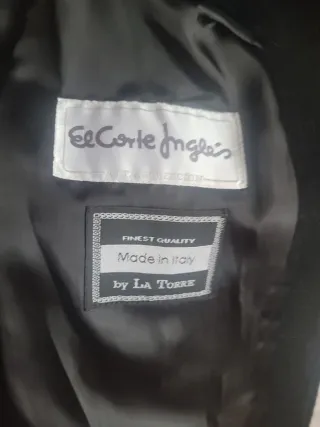 El Corte Inglés
FINEST QUALITY
Made in Italy
by LA TORRE